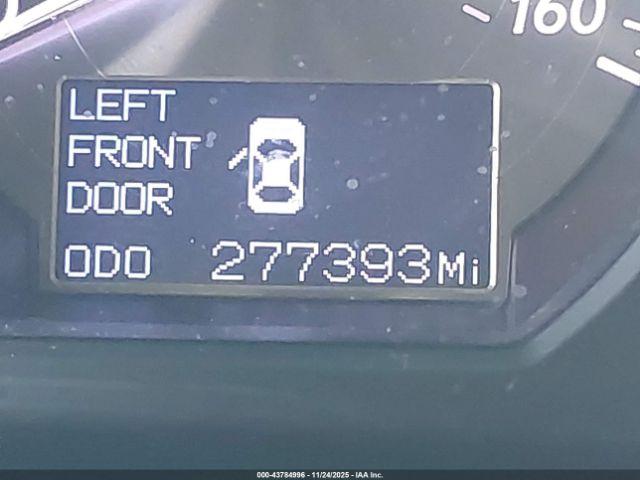 160
LEFT
FRONT
DOOR
ODO 277393Mi
000-43784996 - 11/24/2025 - IAA Inc.